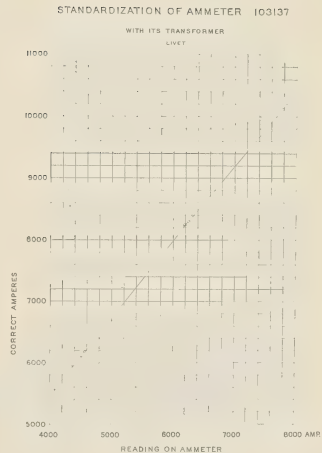 STANDARDIZATION OF AMMETER 103137
WITH ITS TRANSFORMER
LIVET
11000
10000
9000
8000
7000
6000
5000
CORRECT AMPERES
4000 5000 6000 7000 8000 AMP.
READING ON AMMETER